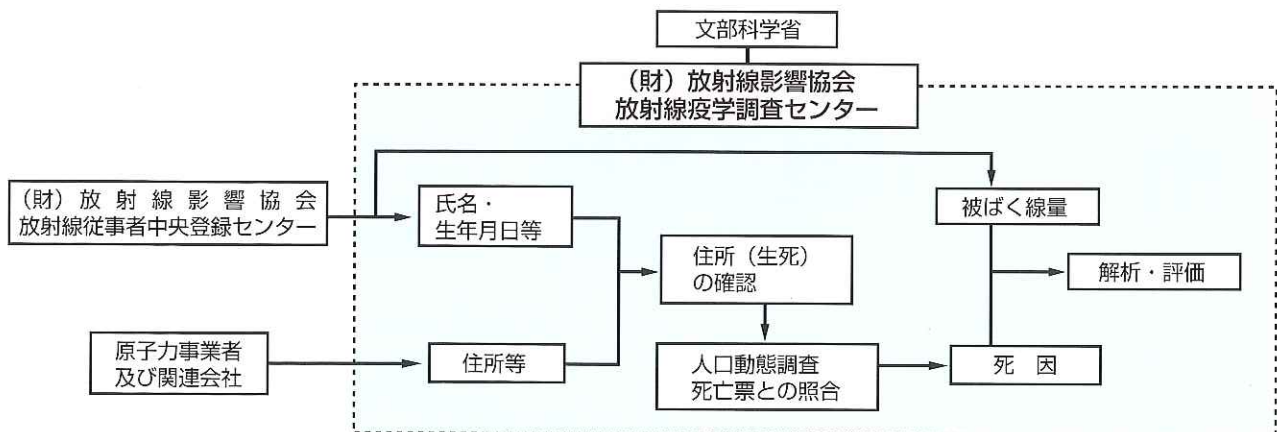 文部科学省
(財)放射線影響協会
放射線疫学調査センター
(財)放射線影響協会
放射線従事者中央登録センター
氏名・
生年月日等
被ばく線量
住所(生死)
の確認
解析・評価
原子力事業者
及び関連会社
住所等
人口動態調査
死亡票との照合
死 因